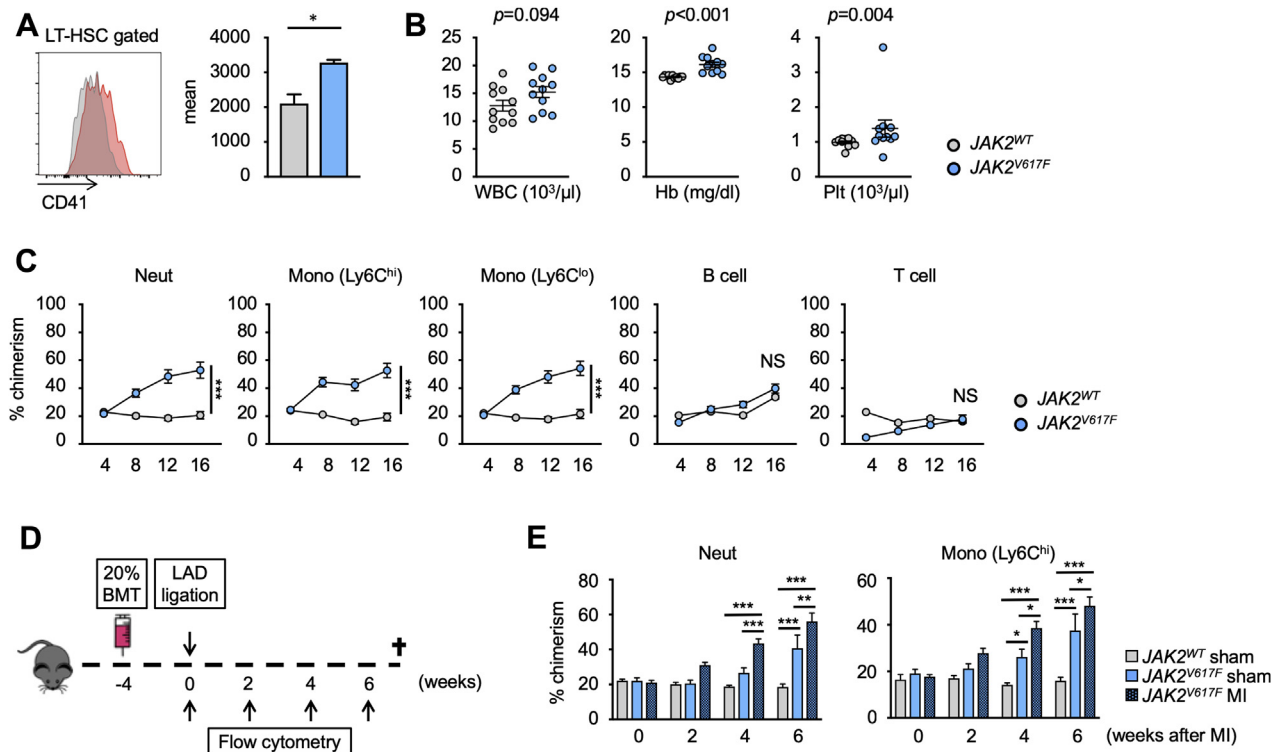 A
LT-HSC gated
CD41
mean
4000
3000
2000
1000
0
*
B
p=0.094
25
20
15
10
5
0
WBC (10³/µl)
p<0.001
20
15
10
5
0
Hb (mg/dl)
p=0.004
4
3
2
1
0
Plt (10³/µl)
JAK2ᵂᵀ
JAK2ⱽ⁶¹⁷ᶠ
C
% chimerism
Neut
100
80
60
40
20
0
4 8 12 16
***
Mono (Ly6Cʰⁱ)
100
80
60
40
20
0
4 8 12 16
***
Mono (Ly6Cˡᵒ)
100
80
60
40
20
0
4 8 12 16
***
B cell
100
80
60
40
20
0
4 8 12 16
NS
T cell
100
80
60
40
20
0
4 8 12 16
NS
JAK2ᵂᵀ
JAK2ⱽ⁶¹⁷ᶠ
D
20%
BMT
LAD
ligation
-4 0 2 4 6 (weeks)
Flow cytometry
E
% chimerism
Neut
80
60
40
20
0
*** ***
*** *** **
0 2 4 6
Mono (Ly6Cʰⁱ)
60
40
20
0
*** * *
*** *** *
0 2 4 6 (weeks after MI)
JAK2ᵂᵀ sham
JAK2ⱽ⁶¹⁷ᶠ sham
JAK2ⱽ⁶¹⁷ᶠ MI